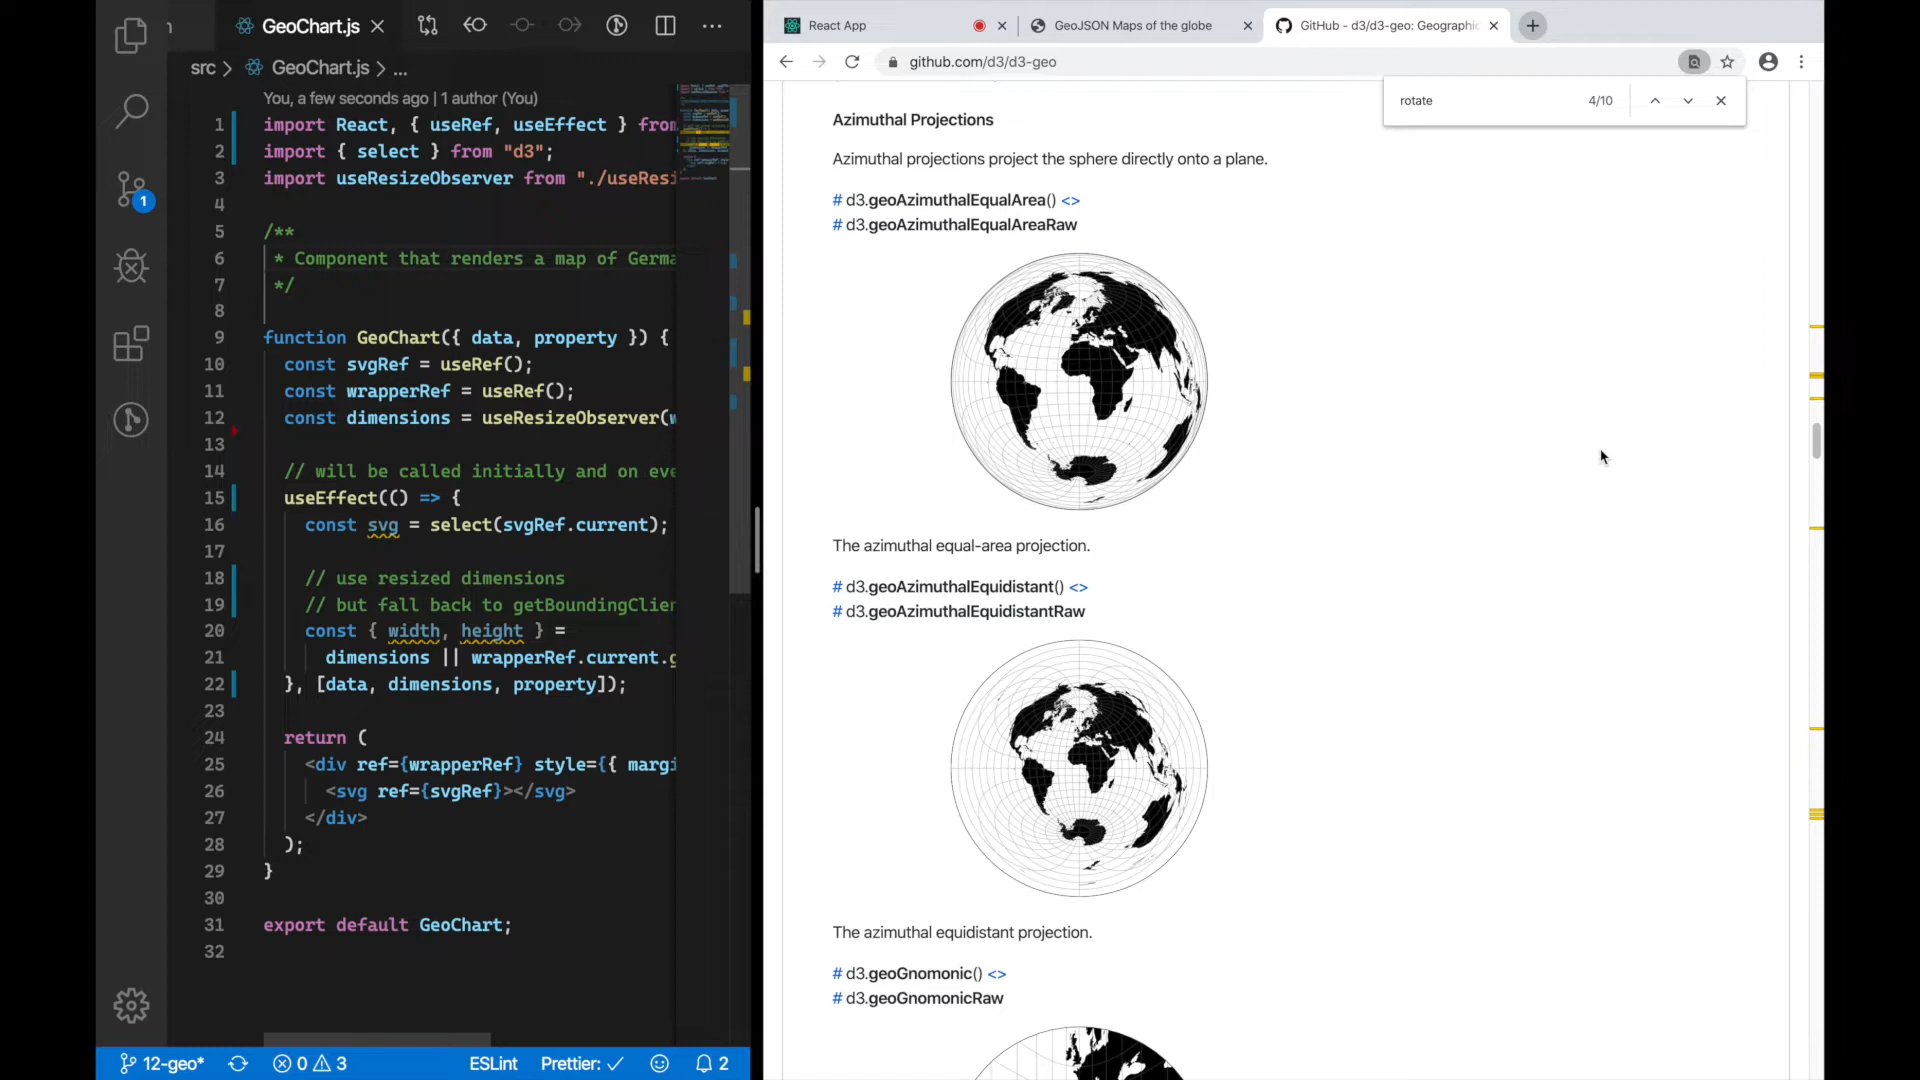 GeoChart.js
src > GeoChart.js > ...
You, a few seconds ago | 1 author (You)
1 import React, { useRef, useEffect } from
2 import { select } from "d3";
3 import useResizeObserver from "./useResi
4
5 /**
6 * Component that renders a map of Germa
7 */
8
9 function GeoChart({ data, property }) {
10 const svgRef = useRef();
11 const wrapperRef = useRef();
12 const dimensions = useResizeObserver(w
13
14 // will be called initially and on eve
15 useEffect(() => {
16 const svg = select(svgRef.current);
17
18 // use resized dimensions
19 // but fall back to getBoundingClien
20 const { width, height } =
21 dimensions || wrapperRef.current.g
22 }, [data, dimensions, property]);
23
24 return (
25 <div ref={wrapperRef} style={{ margi
26 <svg ref={svgRef}></svg>
27 </div>
28 );
29 }
30
31 export default GeoChart;
32
1
12-geo* 0 3 ESLint Prettier: ✓ 2
React App
GeoJSON Maps of the globe
GitHub - d3/d3-geo: Geographic
github.com/d3/d3-geo
rotate 4/10
Azimuthal Projections
Azimuthal projections project the sphere directly onto a plane.
# d3.geoAzimuthalEqualArea() <>
# d3.geoAzimuthalEqualAreaRaw
The azimuthal equal-area projection.
# d3.geoAzimuthalEquidistant() <>
# d3.geoAzimuthalEquidistantRaw
The azimuthal equidistant projection.
# d3.geoGnomonic() <>
# d3.geoGnomonicRaw